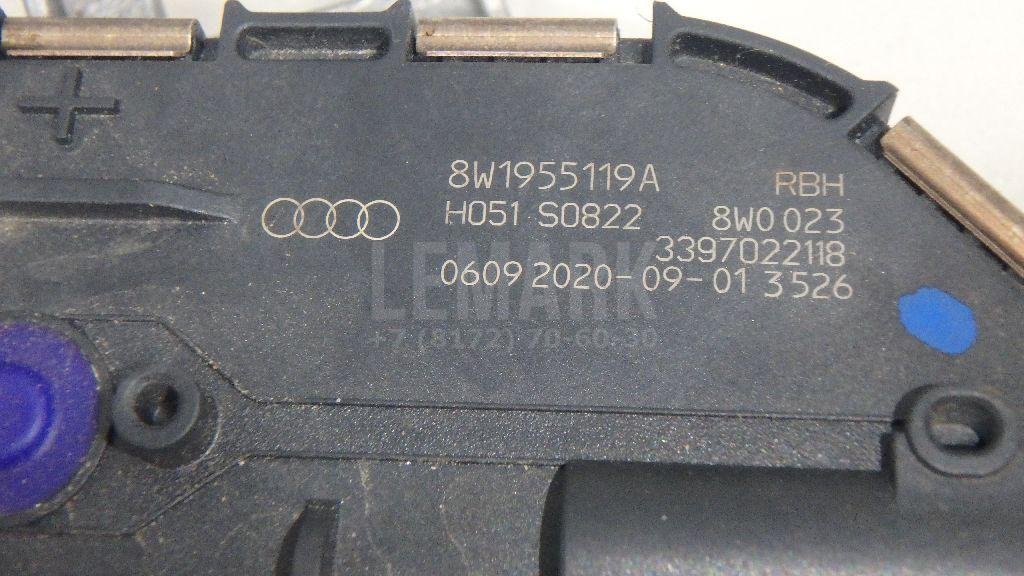 8W1955119A RBH
H051 S0822 8W0 023
3397022118
0609 2020-09-01 3526
LEMARK
+7 (8172) 70-60-30